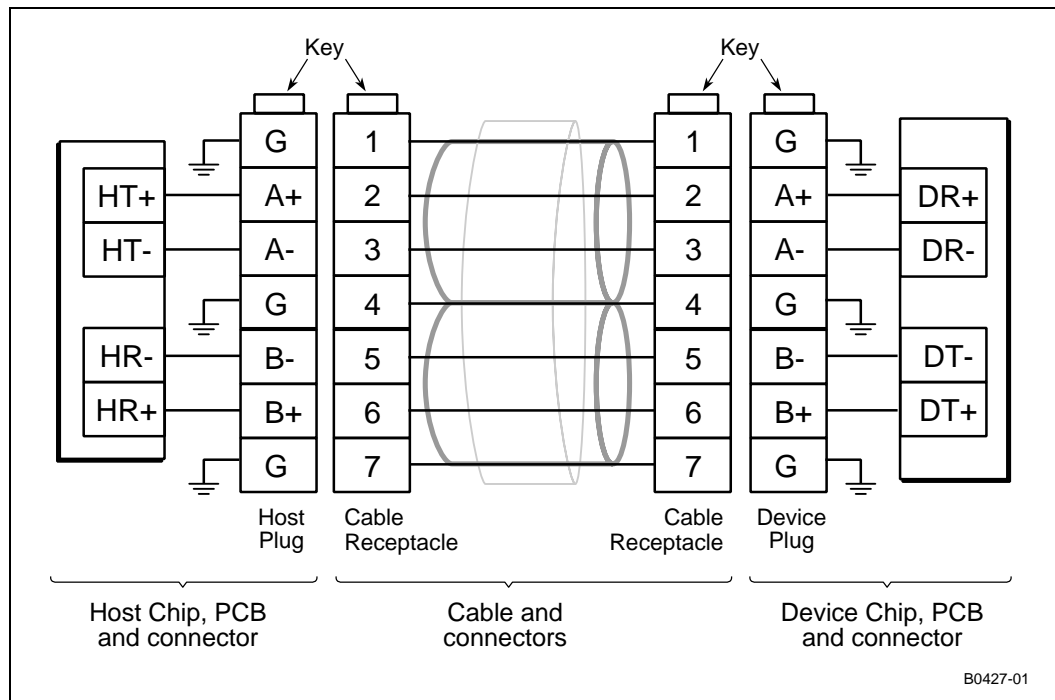 Key Key
G 1 1 G
HT+ A+ 2 2 A+ DR+
HT- A- 3 3 A- DR-
G 4 4 G
HR- B- 5 5 B- DT-
HR+ B+ 6 6 B+ DT+
G 7 7 G
Host
Plug
Cable
Receptacle
Cable
Receptacle
Device
Plug
Host Chip, PCB
and connector
Cable and
connectors
Device Chip, PCB
and connector
B0427-01